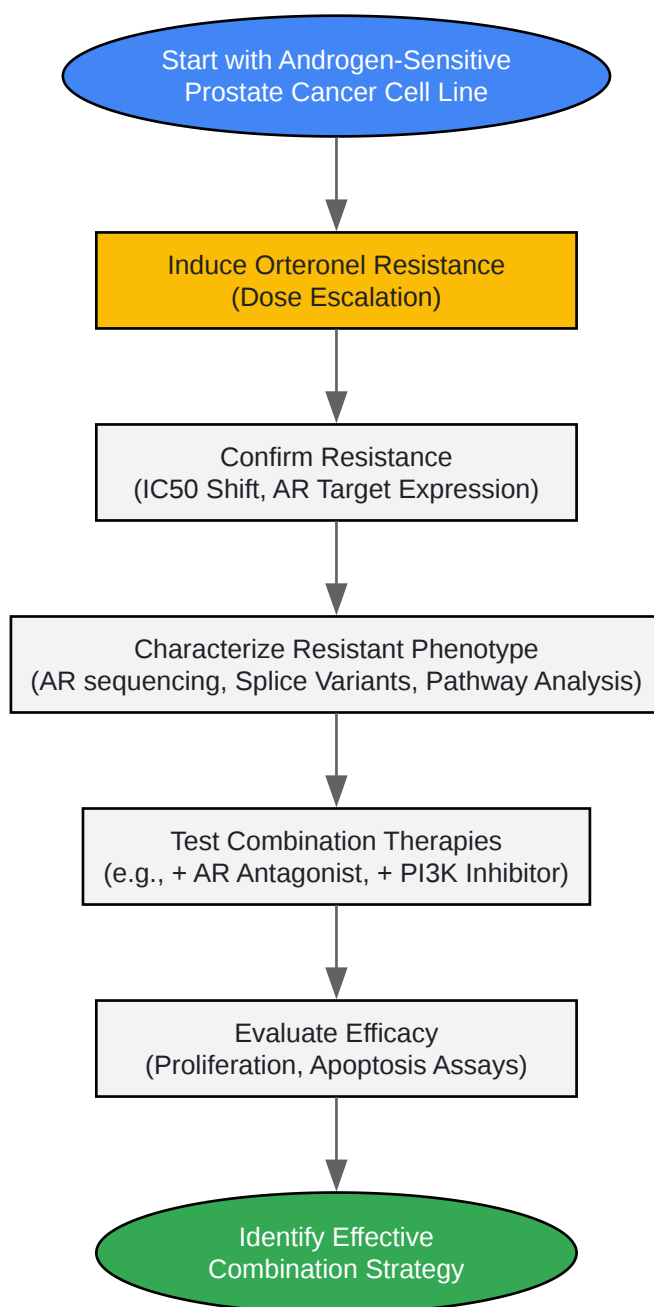 Start with Androgen-Sensitive
Prostate Cancer Cell Line
Induce Orteronel Resistance
(Dose Escalation)
Confirm Resistance
(IC50 Shift, AR Target Expression)
Characterize Resistant Phenotype
(AR sequencing, Splice Variants, Pathway Analysis)
Test Combination Therapies
(e.g., + AR Antagonist, + PI3K Inhibitor)
Evaluate Efficacy
(Proliferation, Apoptosis Assays)
Identify Effective
Combination Strategy